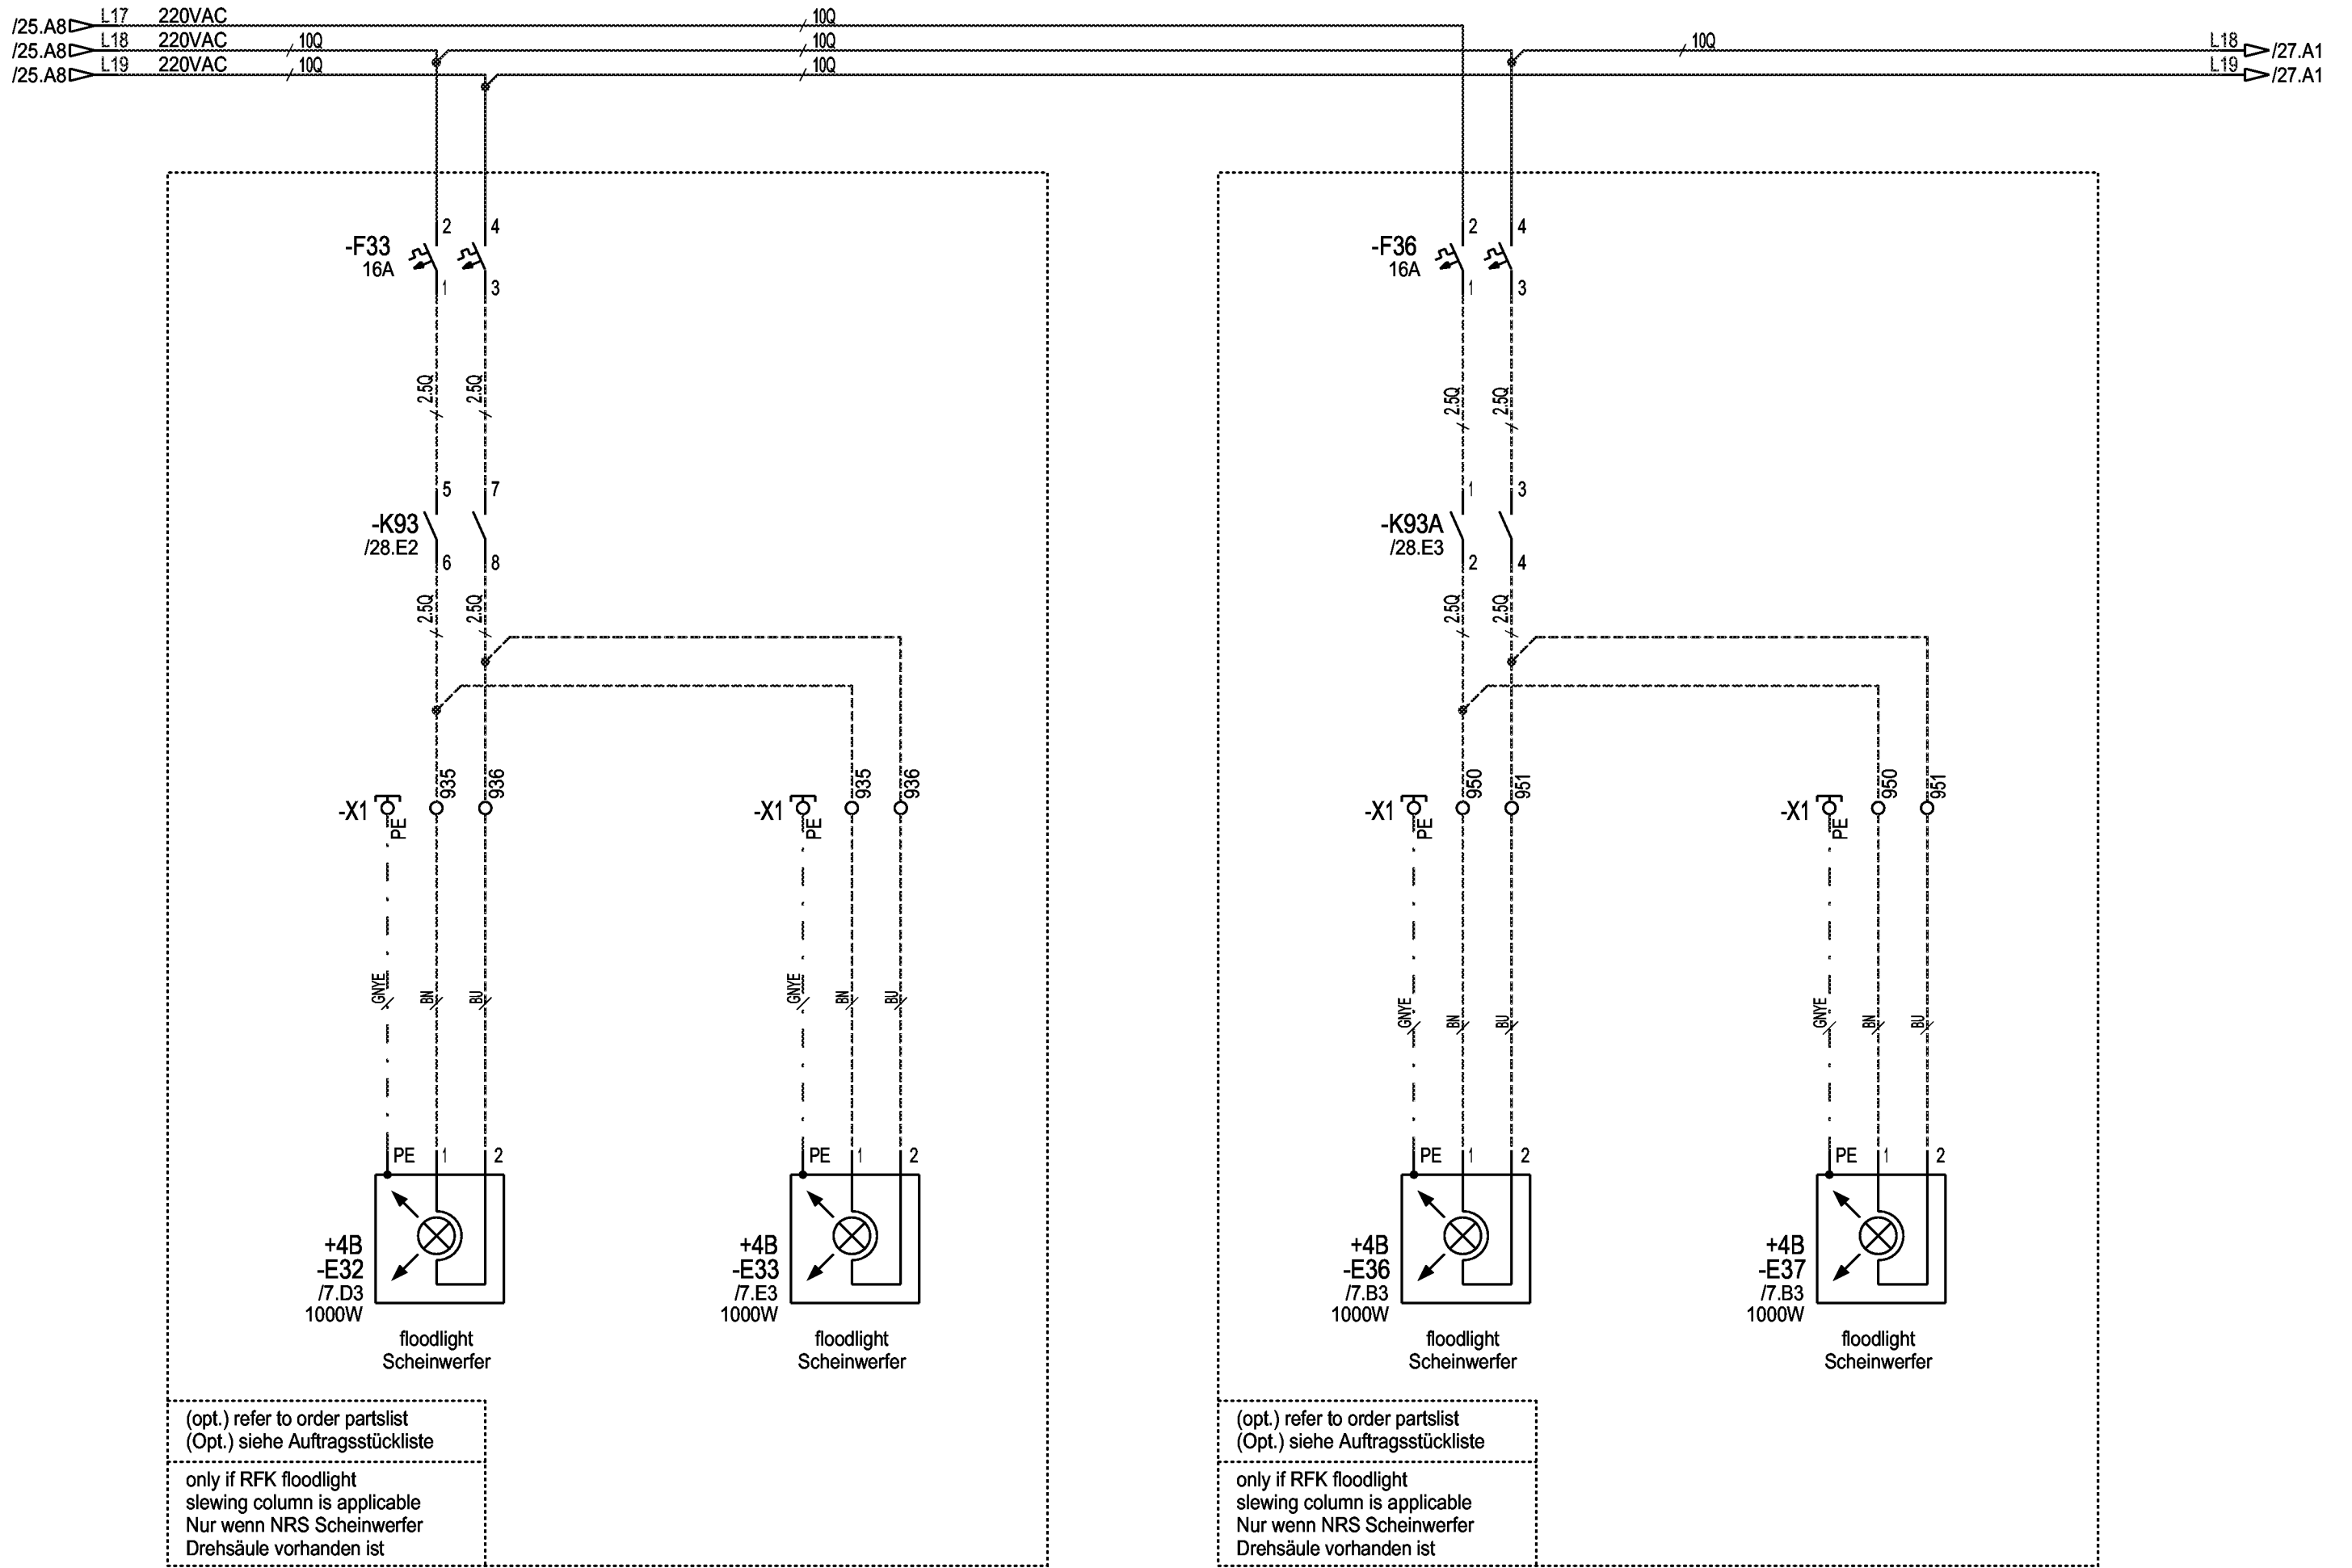 /25.A8 L17 220VAC 10Q
/25.A8 L18 220VAC 10Q 10Q 10Q L18 /27.A1
/25.A8 L19 220VAC 10Q 10Q L19 /27.A1
2 4
-F33
16A
1 3
2.5Q 2.5Q
5 7
-K93
/28.E2
6 8
2.5Q 2.5Q
935 936
-X1
PE
935 936
-X1
PE
GNYE BN BU
GNYE BN BU
PE 1 2
+4B
-E32
/7.D3
1000W
floodlight
Scheinwerfer
PE 1 2
+4B
-E33
/7.E3
1000W
floodlight
Scheinwerfer
(opt.) refer to order partslist
(Opt.) siehe Auftragsstückliste
only if RFK floodlight
slewing column is applicable
Nur wenn NRS Scheinwerfer
Drehsäule vorhanden ist
2 4
-F36
16A
1 3
2.5Q 2.5Q
1 3
-K93A
/28.E3
2 4
2.5Q 2.5Q
950 951
-X1
PE
950 951
-X1
PE
GNYE BN BU
GNYE BN BU
PE 1 2
+4B
-E36
/7.B3
1000W
floodlight
Scheinwerfer
PE 1 2
+4B
-E37
/7.B3
1000W
floodlight
Scheinwerfer
(opt.) refer to order partslist
(Opt.) siehe Auftragsstückliste
only if RFK floodlight
slewing column is applicable
Nur wenn NRS Scheinwerfer
Drehsäule vorhanden ist